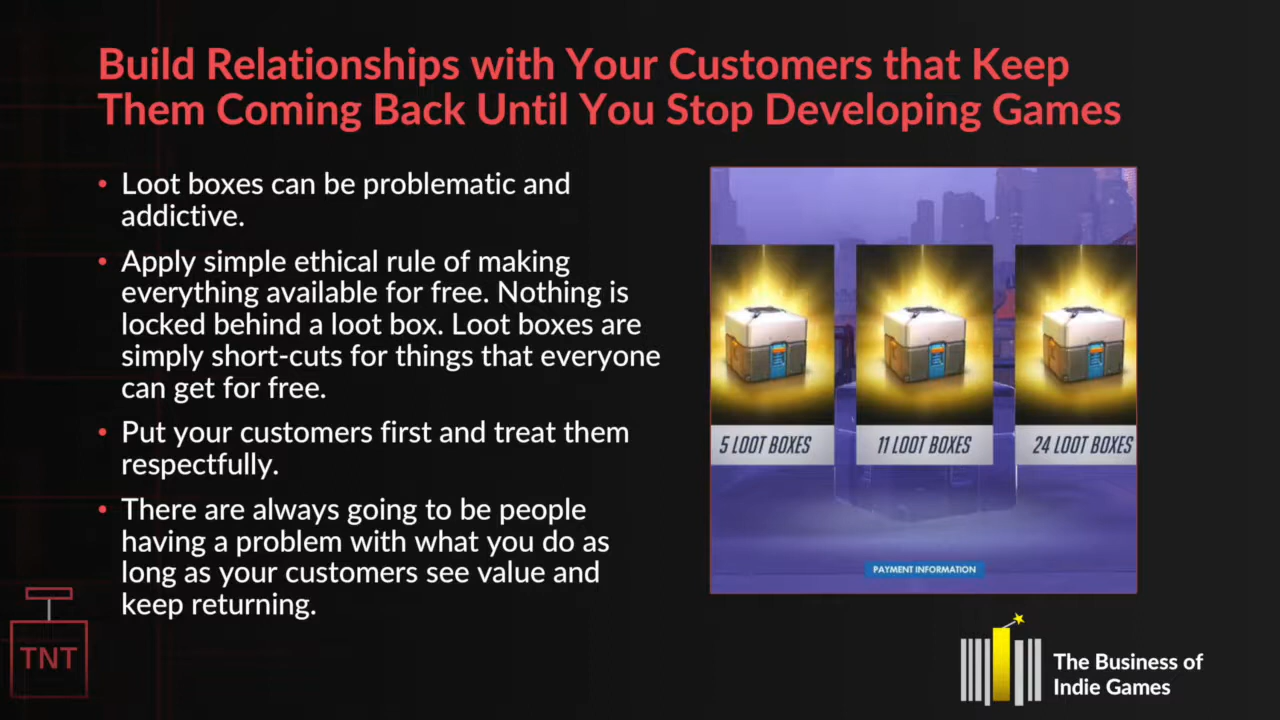 Build Relationships with Your Customers that Keep
Them Coming Back Until You Stop Developing Games
• Loot boxes can be problematic and
addictive.
• Apply simple ethical rule of making
everything available for free. Nothing is
locked behind a loot box. Loot boxes are
simply short-cuts for things that everyone
can get for free.
• Put your customers first and treat them
respectfully.
• There are always going to be people
having a problem with what you do as
long as your customers see value and
keep returning.
5 LOOT BOXES
11 LOOT BOXES
24 LOOT BOXES
PAYMENT INFORMATION
TNT
The Business of
Indie Games